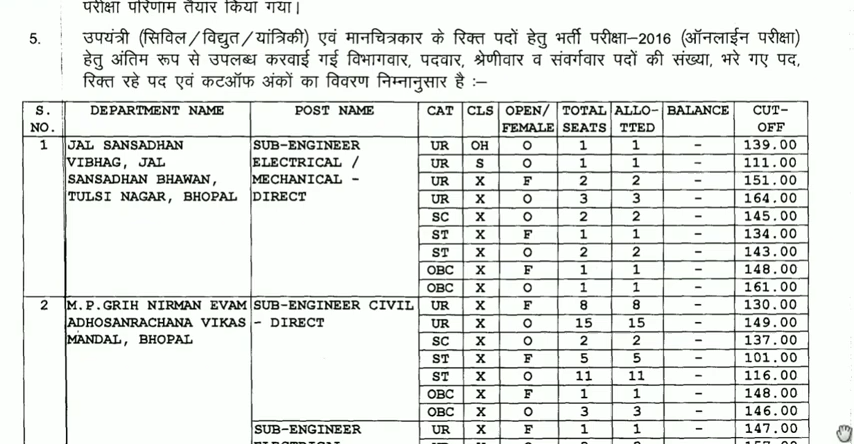 परीक्षा परिणाम तैयार किया गया।
5. उपयंत्री (सिविल/विद्युत/यांत्रिकी) एवं मानचित्रकार के रिक्त पदों हेतु भर्ती परीक्षा–2016 (ऑनलाईन परीक्षा)
हेतु अंतिम रूप से उपलब्ध करवाई गई विभागवार, पदवार, श्रेणीवार व संवर्गवार पदों की संख्या, भरे गए पद,
रिक्त रहे पद एवं कटऑफ अंकों का विवरण निम्नानुसार है :–
S. DEPARTMENT NAME POST NAME CAT CLS OPEN/ TOTAL ALLO- BALANCE CUT-
NO. FEMALE SEATS TTED OFF
1 JAL SANSADHAN SUB-ENGINEER UR OH O 1 1 – 139.00
VIBHAG, JAL ELECTRICAL / UR S O 1 1 – 111.00
SANSADHAN BHAWAN, MECHANICAL - UR X F 2 2 – 151.00
TULSI NAGAR, BHOPAL DIRECT UR X O 3 3 – 164.00
SC X O 2 2 – 145.00
ST X F 1 1 – 134.00
ST X O 2 2 – 143.00
OBC X F 1 1 – 148.00
OBC X O 1 1 – 161.00
2 M.P.GRIH NIRMAN EVAM SUB-ENGINEER CIVIL UR X F 8 8 – 130.00
ADHOSANRACHANA VIKAS - DIRECT UR X O 15 15 – 149.00
MANDAL, BHOPAL SC X O 2 2 – 137.00
ST X F 5 5 – 101.00
ST X O 11 11 – 116.00
OBC X F 1 1 – 148.00
OBC X O 3 3 – 146.00
SUB-ENGINEER UR X F 1 1 – 147.00